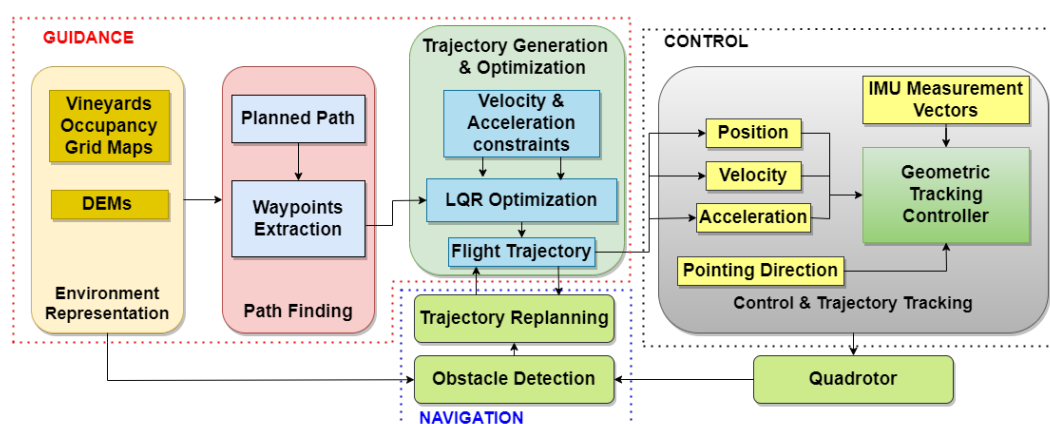 GUIDANCE
Vineyards
Occupancy
Grid Maps
DEMs
Environment
Representation
Planned Path
Waypoints
Extraction
Path Finding
Trajectory Generation
& Optimization
Velocity &
Acceleration
constraints
LQR Optimization
Flight Trajectory
Trajectory Replanning
Obstacle Detection
NAVIGATION
CONTROL
Position
Velocity
Acceleration
Pointing Direction
IMU Measurement
Vectors
Geometric
Tracking
Controller
Control & Trajectory Tracking
Quadrotor